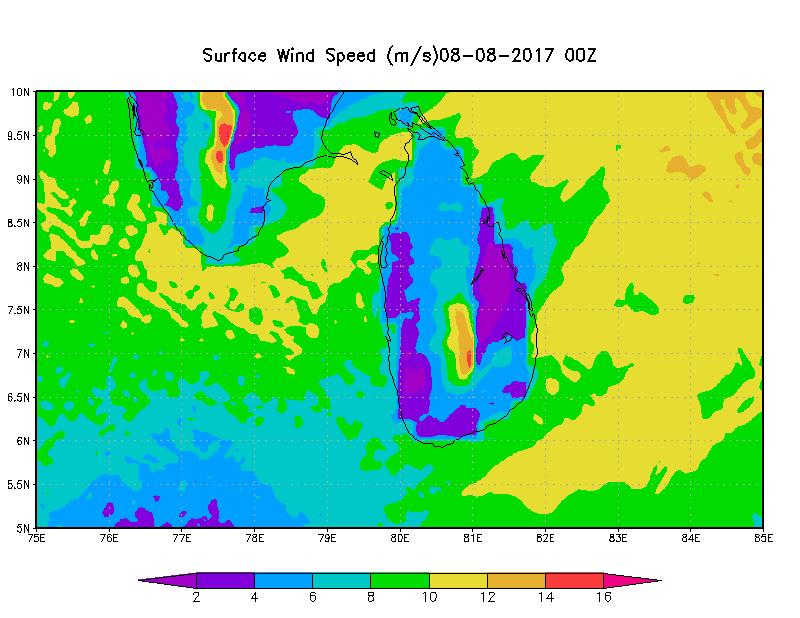 Surface Wind Speed (m/s)08-08-2017 00Z
10N
9.5N
9N
8.5N
8N
7.5N
7N
6.5N
6N
5.5N
5N
75E 76E 77E 78E 79E 80E 81E 82E 83E 84E 85E
2 4 6 8 10 12 14 16